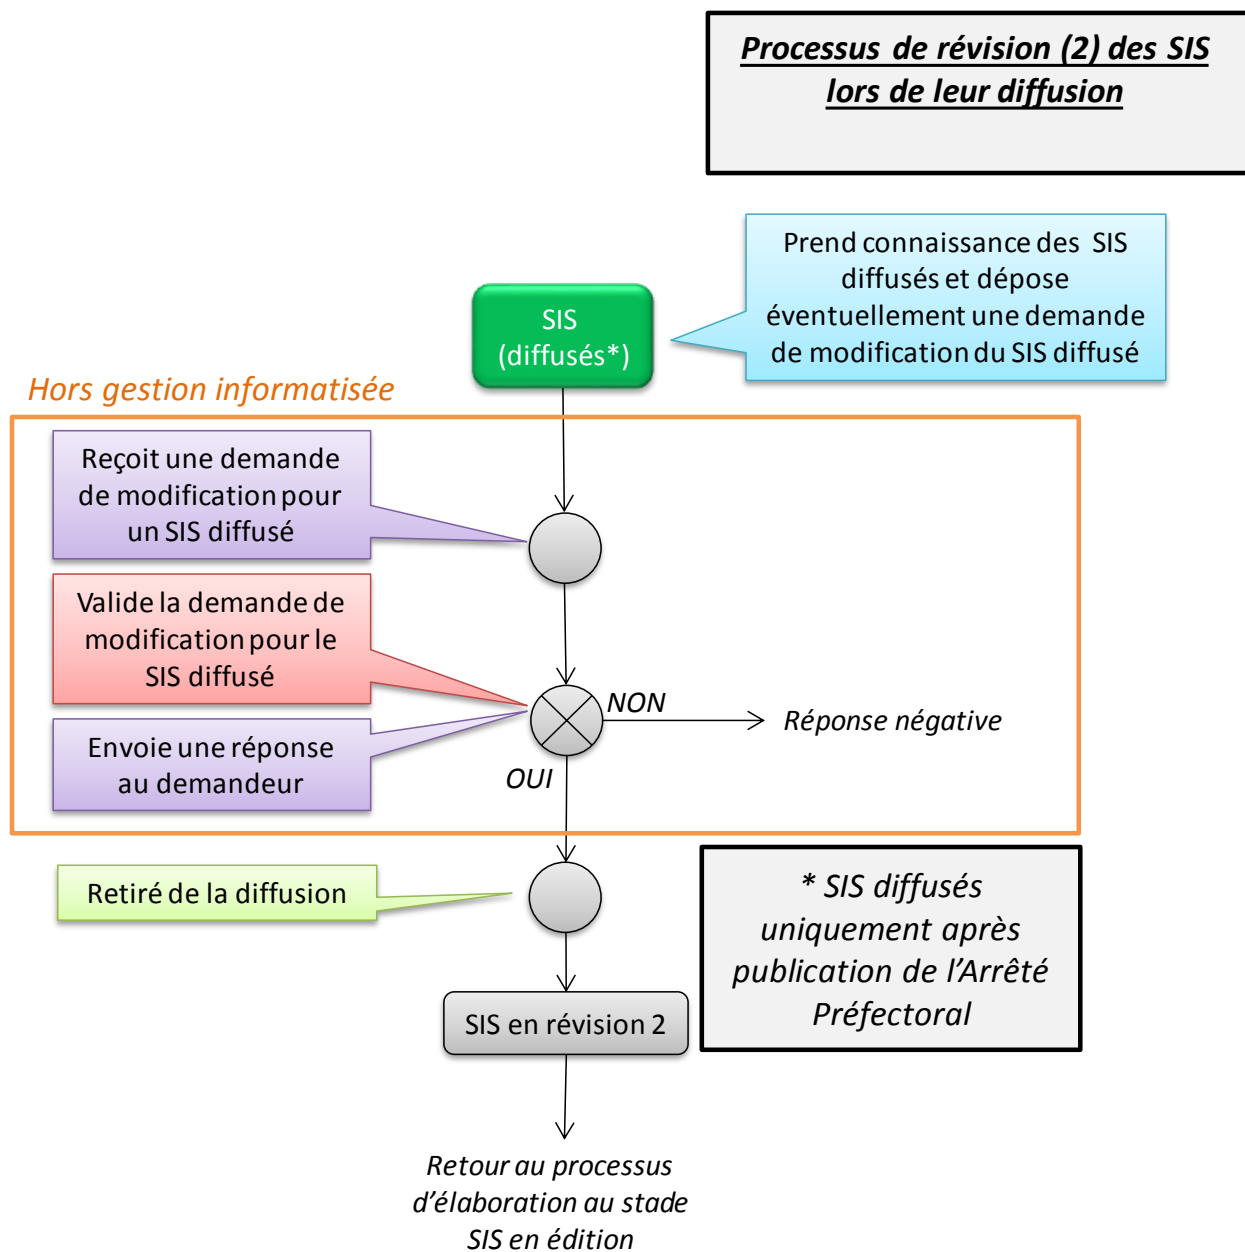 Processus de révision (2) des SIS
lors de leur diffusion
Prend connaissance des SIS
diffusés et dépose
éventuellement une demande
de modification du SIS diffusé
SIS
(diffusés*)
Hors gestion informatisée
Reçoit une demande
de modification pour
un SIS diffusé
Valide la demande de
modification pour le
SIS diffusé
NON
Réponse négative
Envoie une réponse
au demandeur
OUI
Retiré de la diffusion
* SIS diffusés
uniquement après
publication de l’Arrêté
Préfectoral
SIS en révision 2
Retour au processus
d’élaboration au stade
SIS en édition